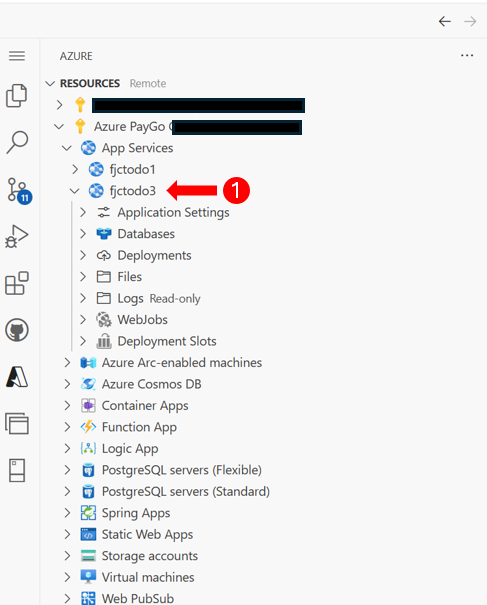 AZURE
RESOURCES Remote
Azure PayGo
App Services
fjctodo1
fjctodo3 1
Application Settings
Databases
Deployments
Files
11
Logs Read-only
WebJobs
Deployment Slots
Azure Arc-enabled machines
Azure Cosmos DB
Container Apps
Function App
Logic App
PostgreSQL servers (Flexible)
PostgreSQL servers (Standard)
Spring Apps
Static Web Apps
Storage accounts
Virtual machines
Web PubSub